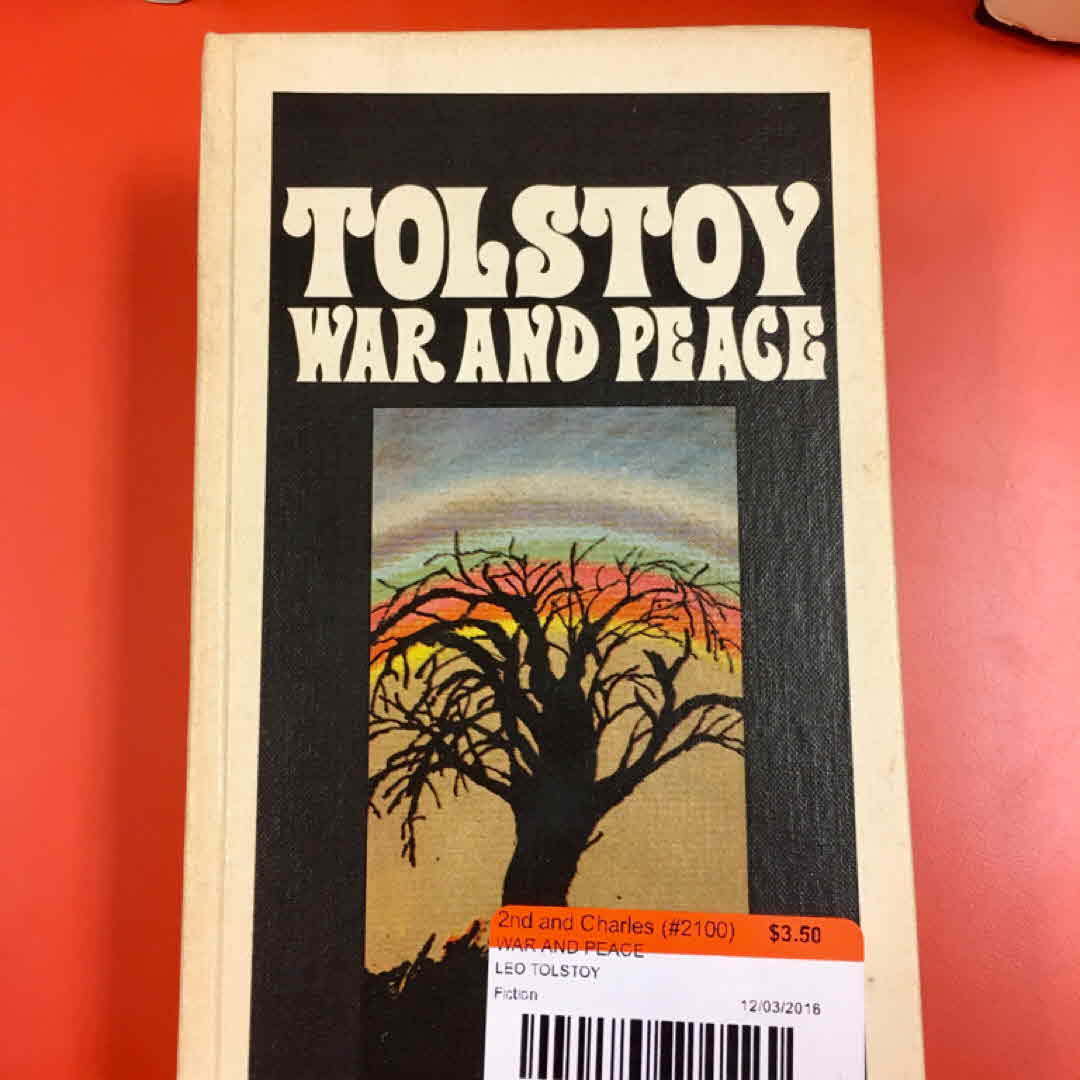 TOLSTOY
WAR AND PEACE
2nd and Charles (#2100) $3.50
WAR AND PEACE
LEO TOLSTOY
Fiction
12/03/2016